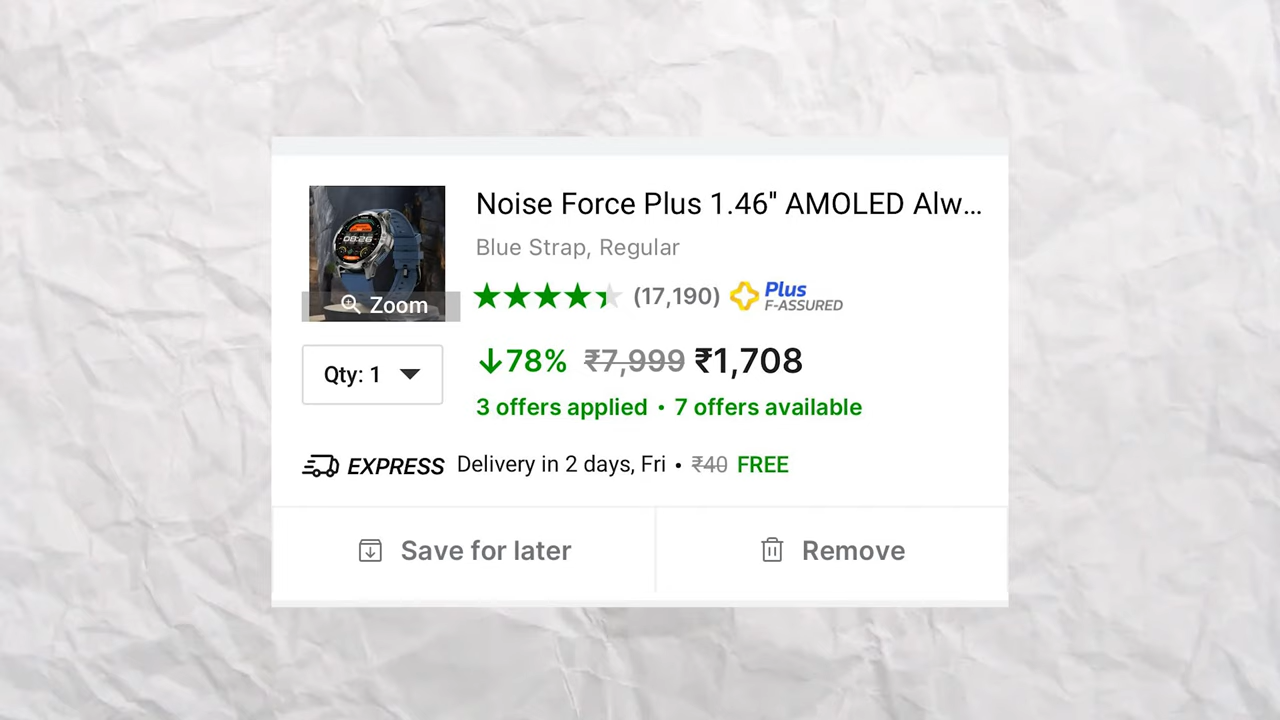 Noise Force Plus 1.46" AMOLED Alw...
Blue Strap, Regular
(17,190) Plus F-ASSURED
08:26
Zoom
Qty: 1
↓78% ₹7,999 ₹1,708
3 offers applied • 7 offers available
EXPRESS Delivery in 2 days, Fri • ₹40 FREE
Save for later
Remove